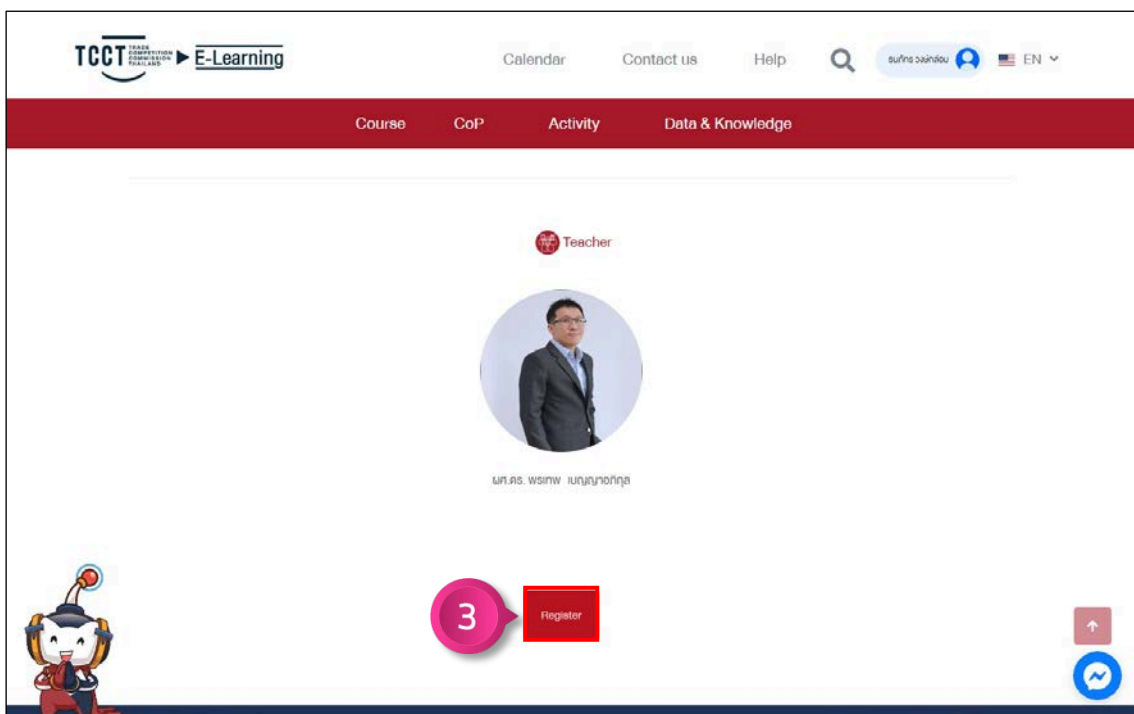 TCCT TRADE COMPETITION COMMISSION THAILAND E-Learning
Calendar Contact us Help EN
Course CoP Activity Data & Knowledge
Teacher
ผศ.ดร. พรเทพ เบญญาอภิกุล
3 Register